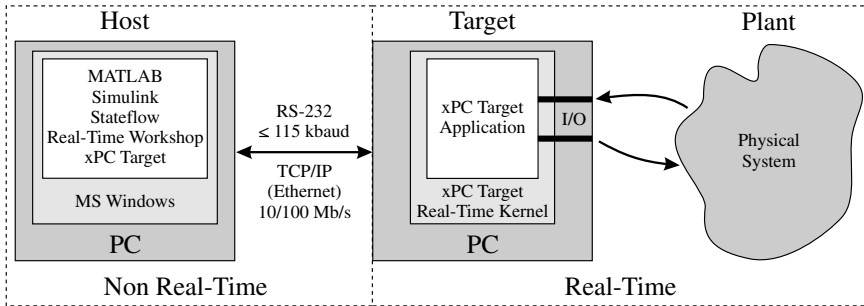 Host
MATLAB
Simulink
Stateflow
Real-Time Workshop
xPC Target
MS Windows
PC
RS-232
≤ 115 kbaud
TCP/IP
(Ethernet)
10/100 Mb/s
Non Real-Time
Target
xPC Target
Application
I/O
xPC Target
Real-Time Kernel
PC
Plant
Physical
System
Real-Time